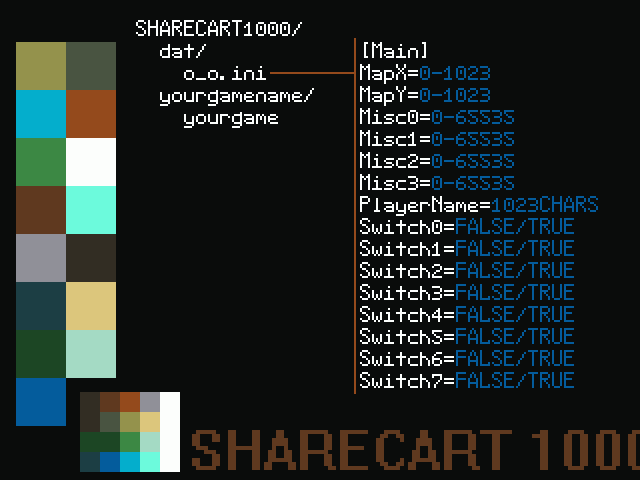 SHARECART1000/
dat/
o_o.ini
yourgamename/
yourgame
[Main]
MapX=0-1023
MapY=0-1023
Misc0=0-65535
Misc1=0-65535
Misc2=0-65535
Misc3=0-65535
PlayerName=1023CHARS
Switch0=FALSE/TRUE
Switch1=FALSE/TRUE
Switch2=FALSE/TRUE
Switch3=FALSE/TRUE
Switch4=FALSE/TRUE
Switch5=FALSE/TRUE
Switch6=FALSE/TRUE
Switch7=FALSE/TRUE
SHARECART 1000